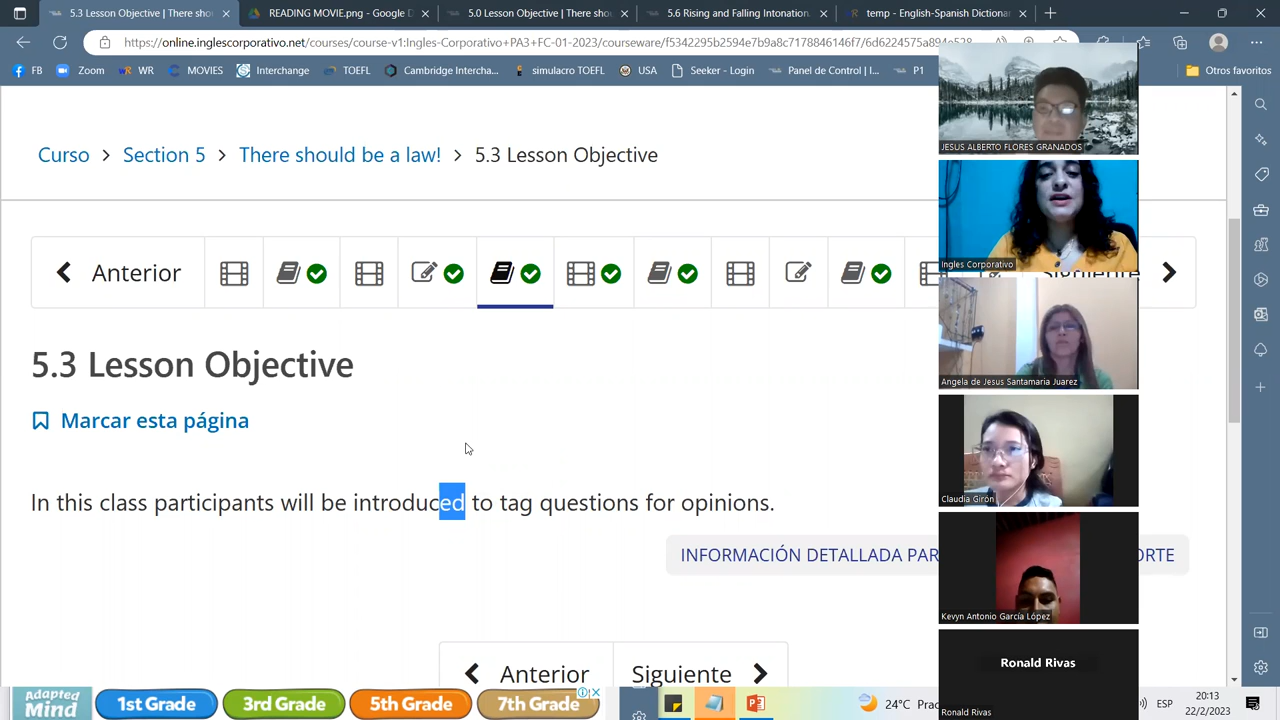 5.3 Lesson Objective | There shou
READING MOVIE.png - Google D
5.0 Lesson Objective | There shou
5.6 Rising and Falling Intonation
temp - English-Spanish Dictionar
https://online.inglescorporativo.net/courses/course-v1:Ingles-Corporativo+PA3+FC-01-2023/courseware/f5342295b2594e7b9a8c7178846146f7/6d6224575a894e528
FB
Zoom
WR
MOVIES
Interchange
TOEFL
Cambridge Intercha...
simulacro TOEFL
USA
Seeker - Login
Panel de Control | I...
P1
Otros favoritos
Curso > Section 5 > There should be a law! > 5.3 Lesson Objective
Anterior
Siguiente
5.3 Lesson Objective
Marcar esta página
In this class participants will be introduced to tag questions for opinions.
INFORMACIÓN DETALLADA PAR
ORTE
Anterior
Siguiente
JESUS ALBERTO FLORES GRANADOS
Ingles Corporativo
Angela de Jesus Santamaria Juarez
Claudia Girón
Kevyn Antonio García López
Ronald Rivas
Ronald Rivas
Adapted Mind
1st Grade
3rd Grade
5th Grade
7th Grade
24°C
ESP
20:13
22/2/2023